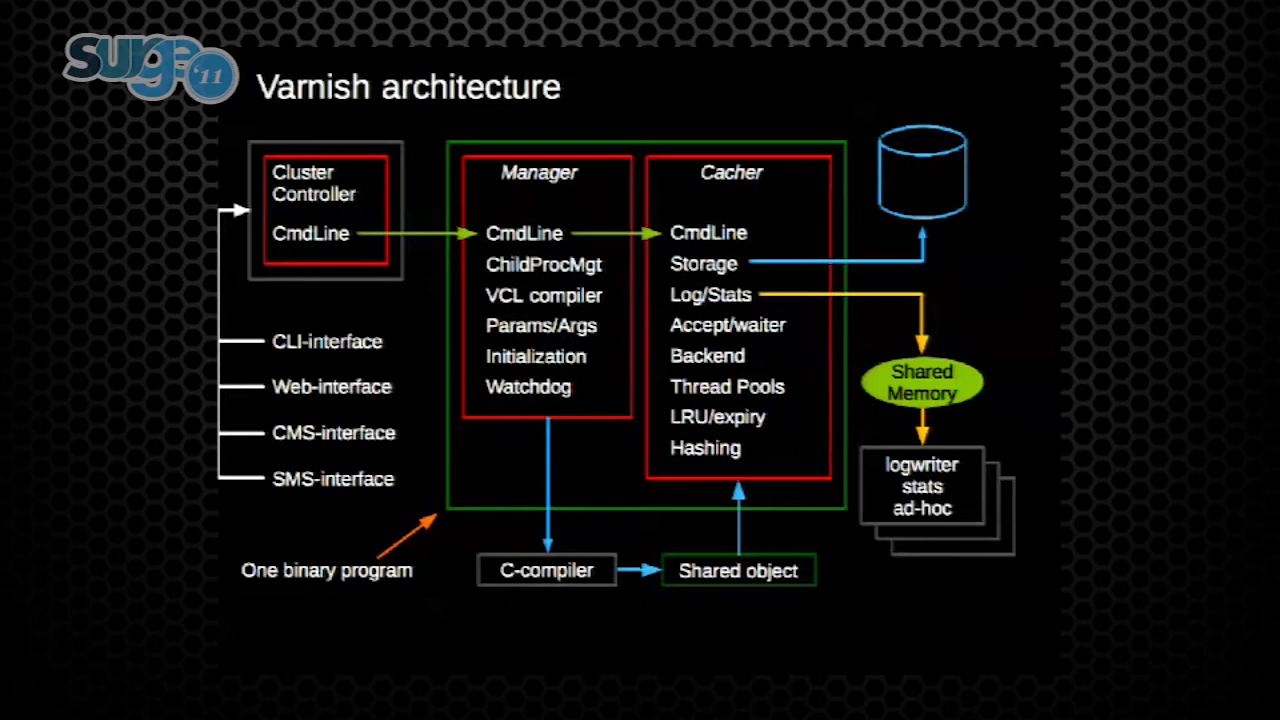 surge '11
Varnish architecture
Cluster
Controller
CmdLine
CLI-interface
Web-interface
CMS-interface
SMS-interface
One binary program
Manager
CmdLine
ChildProcMgt
VCL compiler
Params/Args
Initialization
Watchdog
Cacher
CmdLine
Storage
Log/Stats
Accept/waiter
Backend
Thread Pools
LRU/expiry
Hashing
C-compiler
Shared object
Shared
Memory
logwriter
stats
ad-hoc